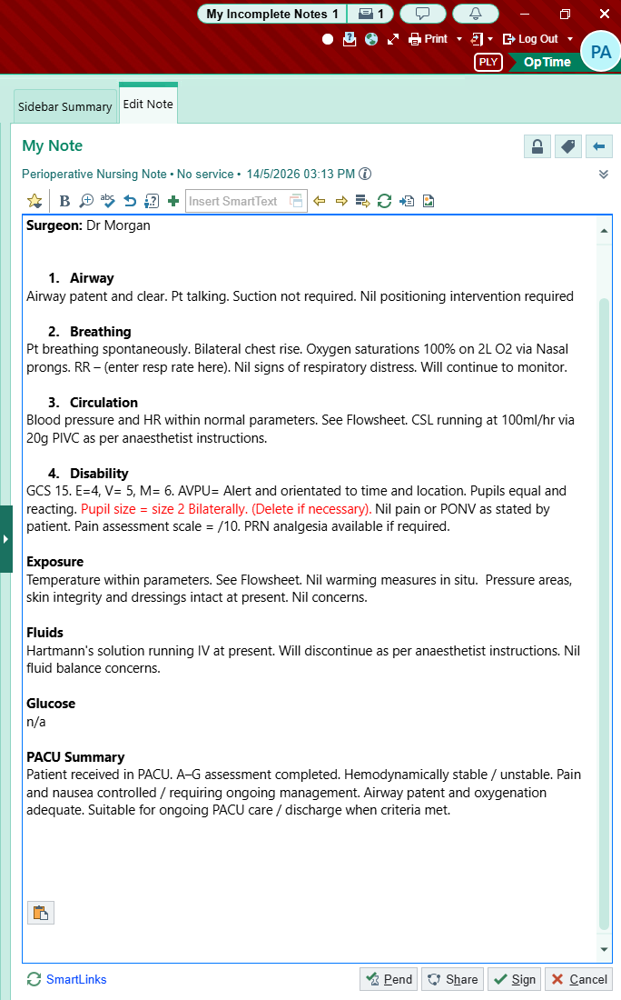 My Incomplete Notes 1
1
Print
Log Out
PLY
OpTime
PA
Sidebar Summary
Edit Note
My Note
Perioperative Nursing Note • No service • 14/5/2026 03:13 PM
B
abc
Insert SmartText
Surgeon: Dr Morgan
1. Airway
Airway patent and clear. Pt talking. Suction not required. Nil positioning intervention required
2. Breathing
Pt breathing spontaneously. Bilateral chest rise. Oxygen saturations 100% on 2L O2 via Nasal
prongs. RR – (enter resp rate here). Nil signs of respiratory distress. Will continue to monitor.
3. Circulation
Blood pressure and HR within normal parameters. See Flowsheet. CSL running at 100ml/hr via
20g PIVC as per anaesthetist instructions.
4. Disability
GCS 15. E=4, V= 5, M= 6. AVPU= Alert and orientated to time and location. Pupils equal and
reacting. Pupil size = size 2 Bilaterally. (Delete if necessary). Nil pain or PONV as stated by
patient. Pain assessment scale = /10. PRN analgesia available if required.
Exposure
Temperature within parameters. See Flowsheet. Nil warming measures in situ.  Pressure areas,
skin integrity and dressings intact at present. Nil concerns.
Fluids
Hartmann's solution running IV at present. Will discontinue as per anaesthetist instructions. Nil
fluid balance concerns.
Glucose
n/a
PACU Summary
Patient received in PACU. A–G assessment completed. Hemodynamically stable / unstable. Pain
and nausea controlled / requiring ongoing management. Airway patent and oxygenation
adequate. Suitable for ongoing PACU care / discharge when criteria met.
SmartLinks
Pend
Share
Sign
Cancel